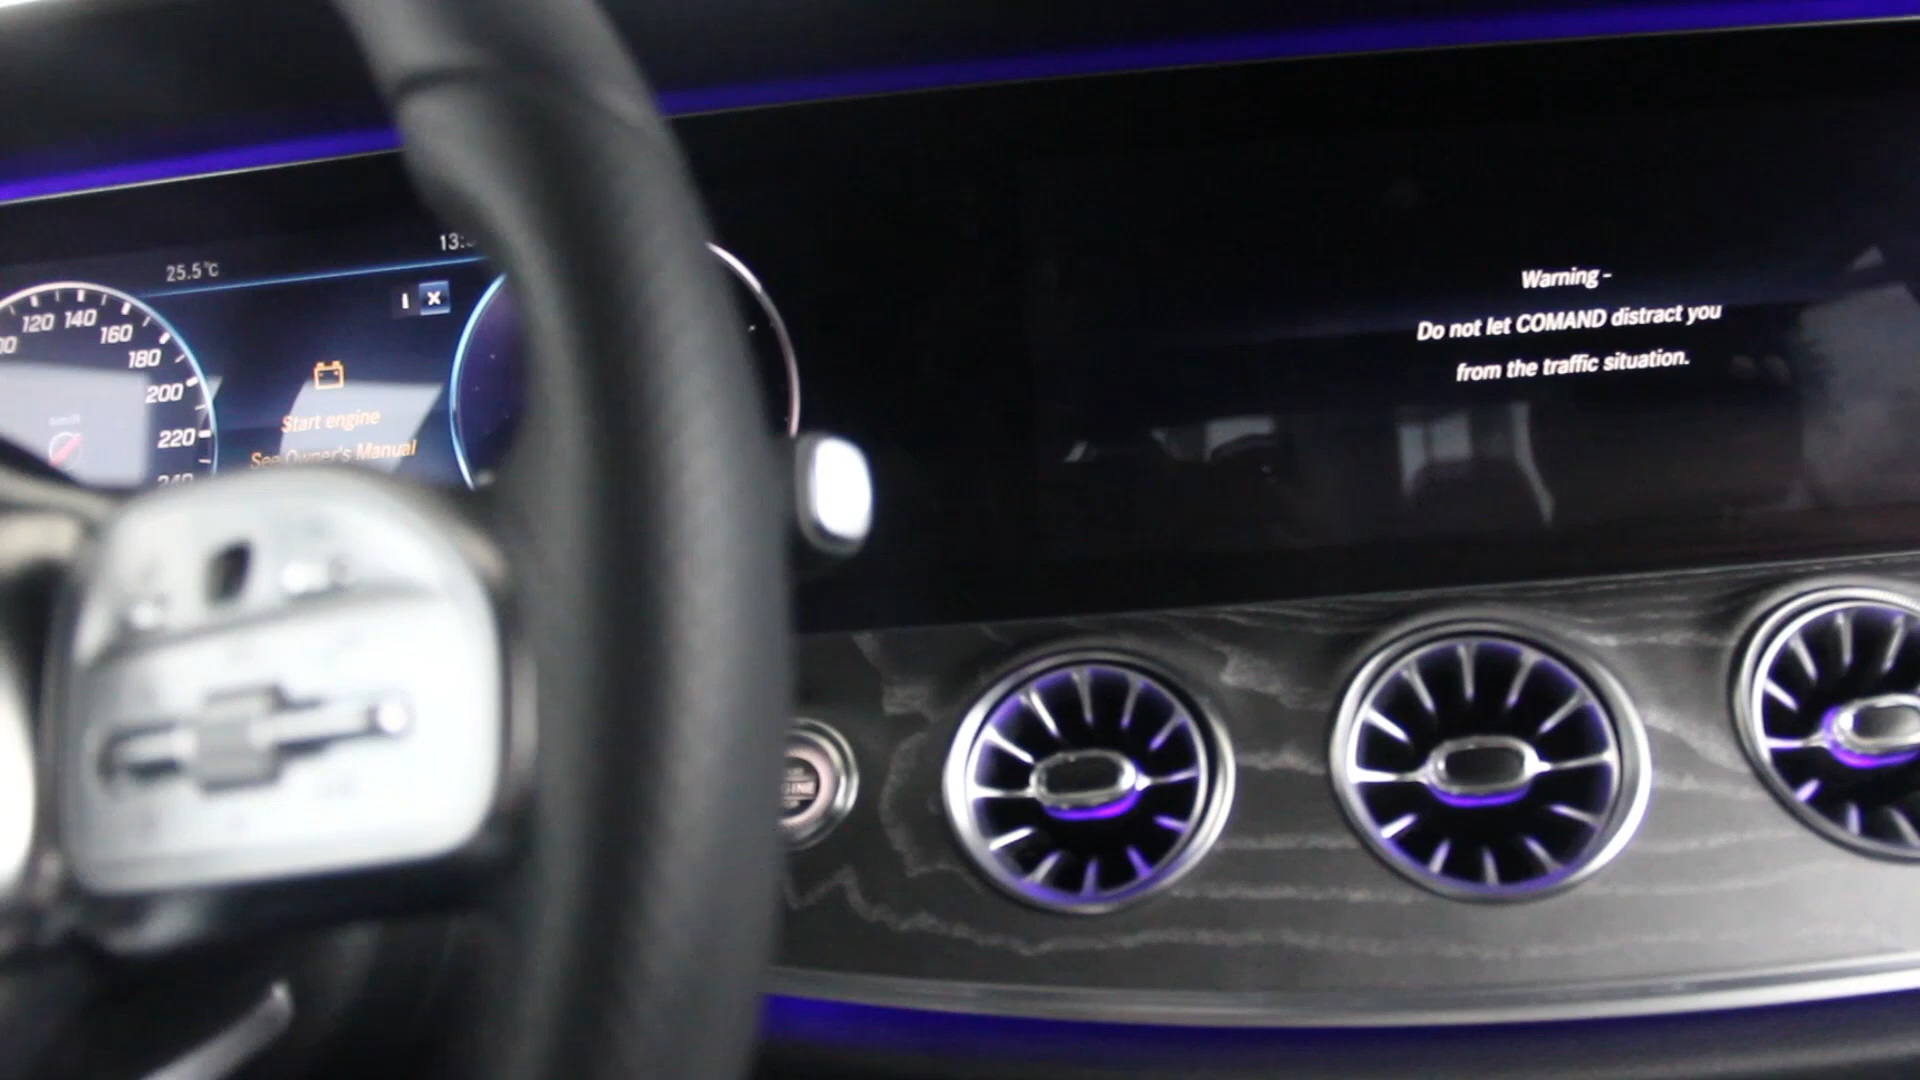 25.5°C
120 140
160
180
200
220
240
i
Start engine
See Owner's Manual
Warning -
Do not let COMAND distract you
from the traffic situation.